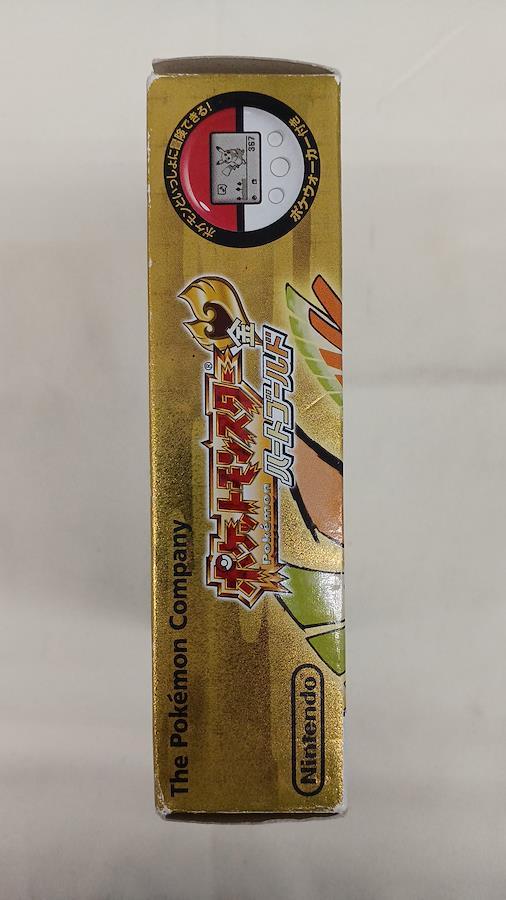 ポケモンといっしょに冒険できる!
367
ポケウォーカー付き
ポケットモンスター®
金
ハートゴールド
Pokémon
The Pokémon Company
Nintendo